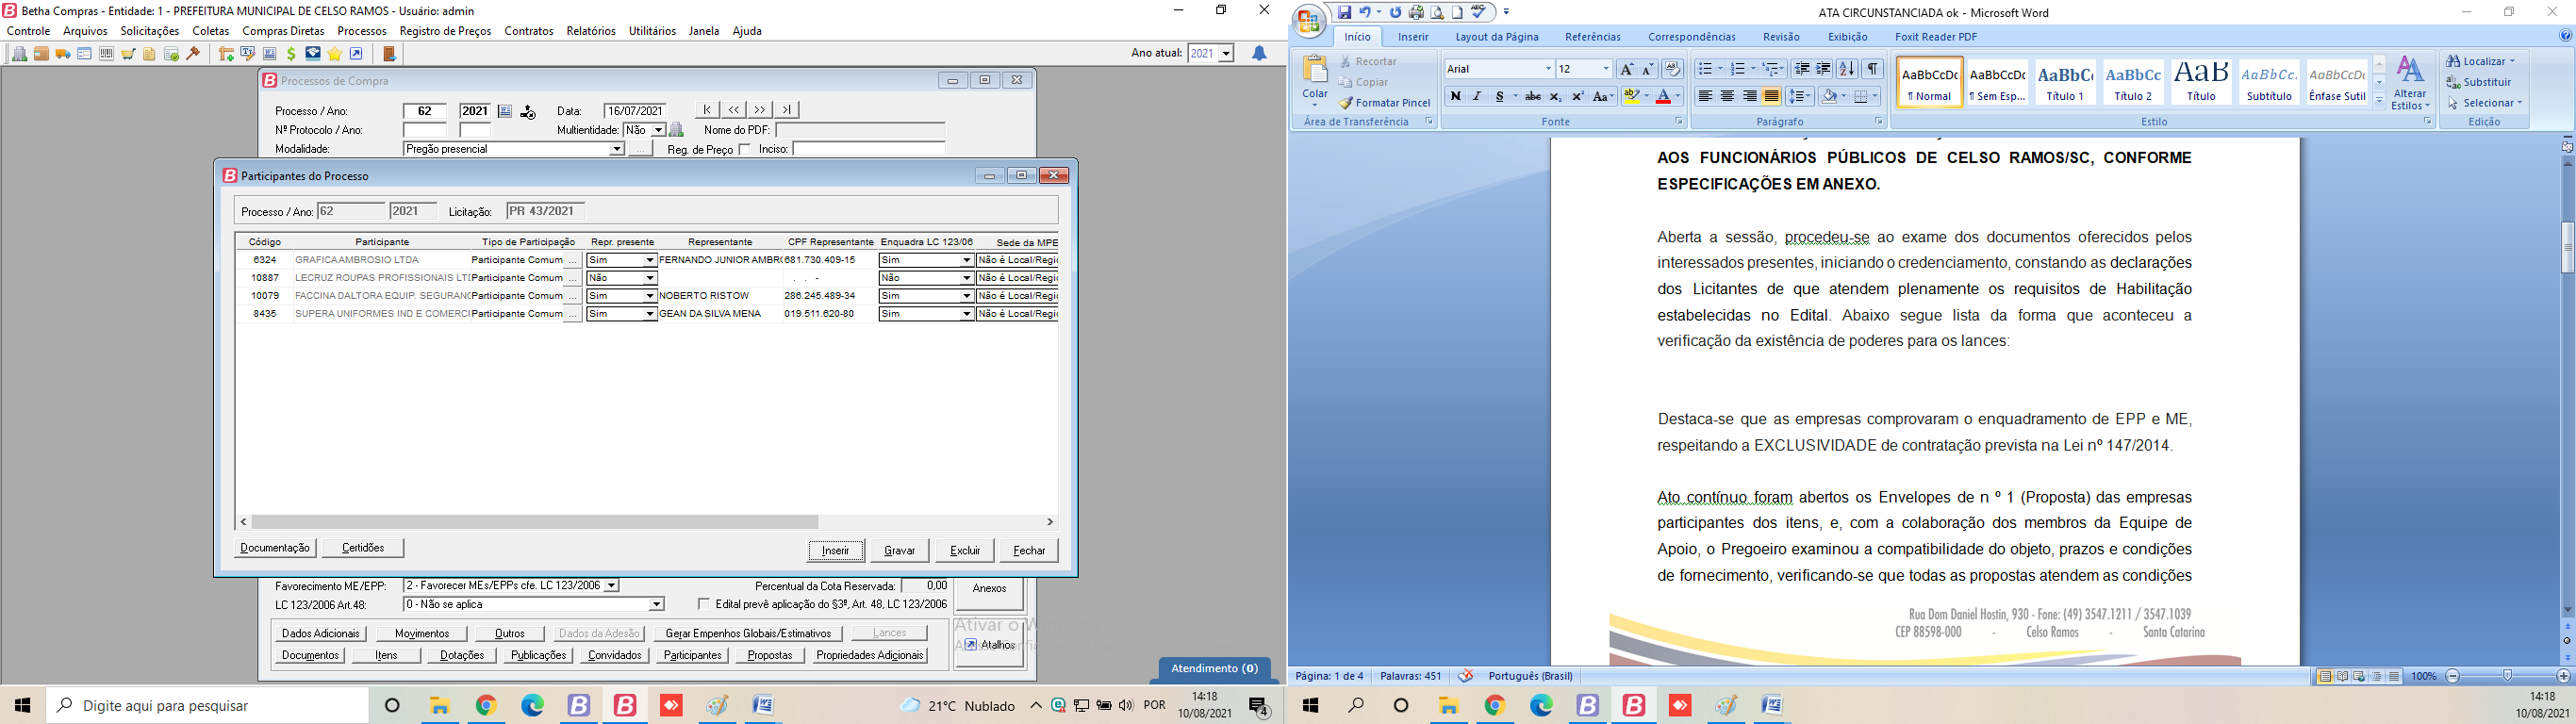 Betha Compras - Entidade: 1 - PREFEITURA MUNICIPAL DE CELSO RAMOS - Usuário: admin
Controle Arquivos Solicitações Coletas Compras Diretas Processos Registro de Preços Contratos Relatórios Utilitários Janela Ajuda
Ano atual: 2021
Processos de Compra
Processo / Ano: 62 2021 Data: 16/07/2021 |< << >> >|
Nº Protocolo / Ano: Multientidade: Não Nome do PDF:
Modalidade: Pregão presencial ... Reg. de Preço Inciso:
Participantes do Processo
Processo / Ano: 62 2021 Licitação: PR 43/2021
Código Participante Tipo de Participação Repr. presente Representante CPF Representante Enquadra LC 123/06 Sede da MPE
6324 GRAFICA AMBROSIO LTDA Participante Comum ... Sim FERNANDO JUNIOR AMBR 681.730.409-15 Sim Não é Local/Regio
10887 LECRUZ ROUPAS PROFISSIONAIS LTD Participante Comum ... Não . . - Não Não é Local/Regio
10079 FACCINA DALTORA EQUIP. SEGURANC Participante Comum ... Sim NOBERTO RISTOW 286.245.489-34 Sim Não é Local/Regio
8435 SUPERA UNIFORMES IND E COMERCI Participante Comum ... Sim GEAN DA SILVA MENA 019.511.620-80 Sim Não é Local/Regio
Documentação Certidões Inserir Gravar Excluir Fechar
Favorecimento ME/EPP: 2 - Favorecer MEs/EPPs cfe. LC 123/2006 Percentual da Cota Reservada: 0,00 Anexos
LC 123/2006 Art.48: 0 - Não se aplica Edital prevê aplicação do §3º, Art. 48, LC 123/2006
Dados Adicionais Movimentos Outros Dados da Adesão Gerar Empenhos Globais/Estimativos Lances
Ativar o W
Atalhos
Documentos Itens Dotações Publicações Convidados Participantes Propostas Propriedades Adicionais
Atendimento (0)
Digite aqui para pesquisar
21°C Nublado POR 14:18
10/08/2021
4
ATA CIRCUNSTANCIADA ok - Microsoft Word
Início Inserir Layout da Página Referências Correspondências Revisão Exibição Foxit Reader PDF
Colar Recortar
Copiar
Formatar Pincel
Área de Transferência
Arial 12
N I S abc x₂ x² Aa
Fonte
Parágrafo
AaBbCcDc AaBbCcDc AaBbC AaBbCc AaB AaBbCc. AaBbCcDc
¶ Normal ¶ Sem Esp... Título 1 Título 2 Título Subtítulo Ênfase Sutil
Alterar Estilos
Estilo
Localizar
Substituir
Selecionar
Edição
AOS FUNCIONÁRIOS PÚBLICOS DE CELSO RAMOS/SC, CONFORME
ESPECIFICAÇÕES EM ANEXO.
Aberta a sessão, procedeu-se ao exame dos documentos oferecidos pelos
interessados presentes, iniciando o credenciamento, constando as declarações
dos Licitantes de que atendem plenamente os requisitos de Habilitação
estabelecidas no Edital. Abaixo segue lista da forma que aconteceu a
verificação da existência de poderes para os lances:
Destaca-se que as empresas comprovaram o enquadramento de EPP e ME,
respeitando a EXCLUSIVIDADE de contratação prevista na Lei nº 147/2014.
Ato contínuo foram abertos os Envelopes de n º 1 (Proposta) das empresas
participantes dos itens, e, com a colaboração dos membros da Equipe de
Apoio, o Pregoeiro examinou a compatibilidade do objeto, prazos e condições
de fornecimento, verificando-se que todas as propostas atendem as condições
Rua Dom Daniel Hostin, 930 - Fone: (49) 3547.1211 / 3547.1039
CEP 88598-000 - Celso Ramos - Santa Catarina
Página: 1 de 4 Palavras: 451 Português (Brasil) 100%
14:18
10/08/2021